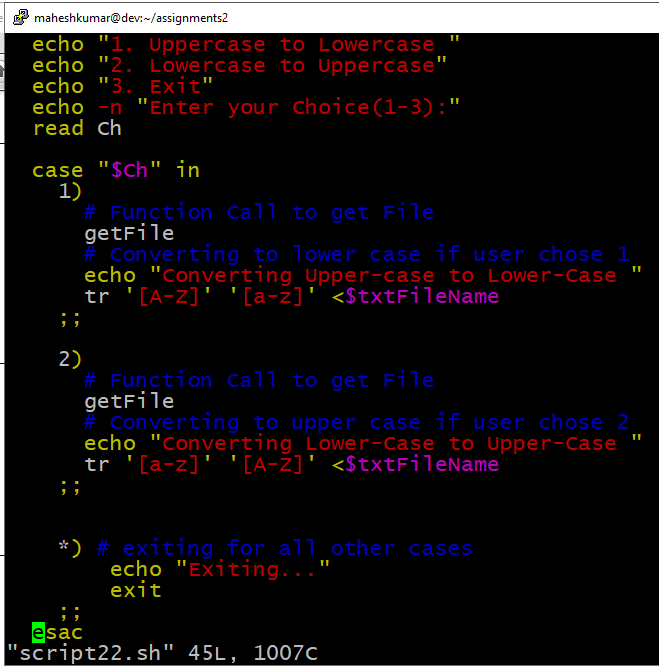 maheshkumar@dev:~/assignments2
echo "1. Uppercase to Lowercase "
echo "2. Lowercase to Uppercase"
echo "3. Exit"
echo -n "Enter your Choice(1-3):"
read Ch
case "$Ch" in
1)
# Function Call to get File
getFile
# Converting to lower case if user chose 1
echo "Converting Upper-case to Lower-Case "
tr '[A-Z]' '[a-z]' <$txtFileName
;;
2)
# Function Call to get File
getFile
# Converting to upper case if user chose 2
echo "Converting Lower-Case to Upper-Case "
tr '[a-z]' '[A-Z]' <$txtFileName
;;
*) # exiting for all other cases
echo "Exiting..."
exit
;;
esac
"script22.sh" 45L, 1007C